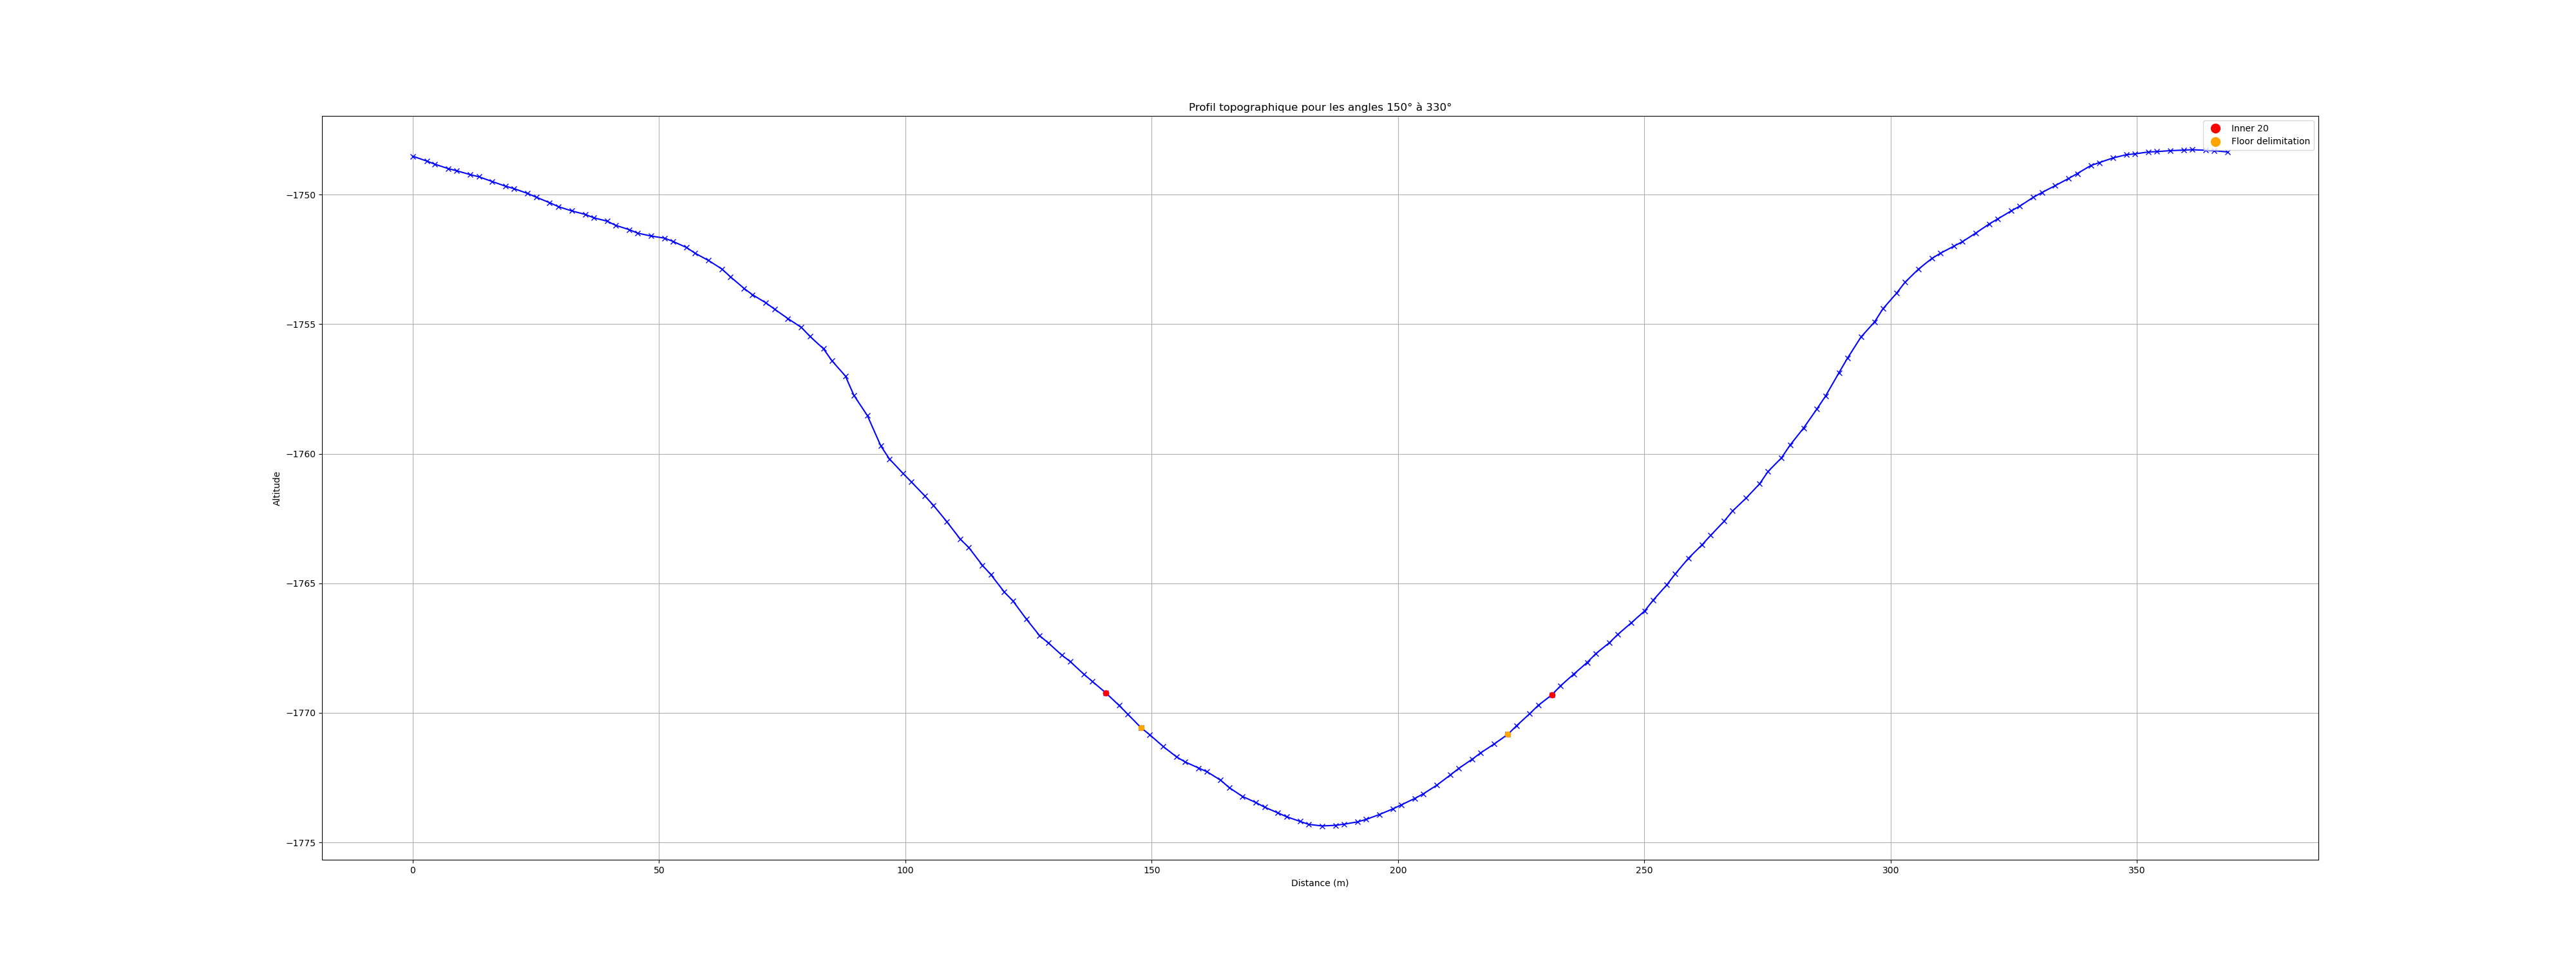 Profil topographique pour les angles 150° à 330°
Inner 20
Floor delimitation
−1750
−1755
−1760
−1765
−1770
−1775
Altitude
0 50 100 150 200 250 300 350
Distance (m)